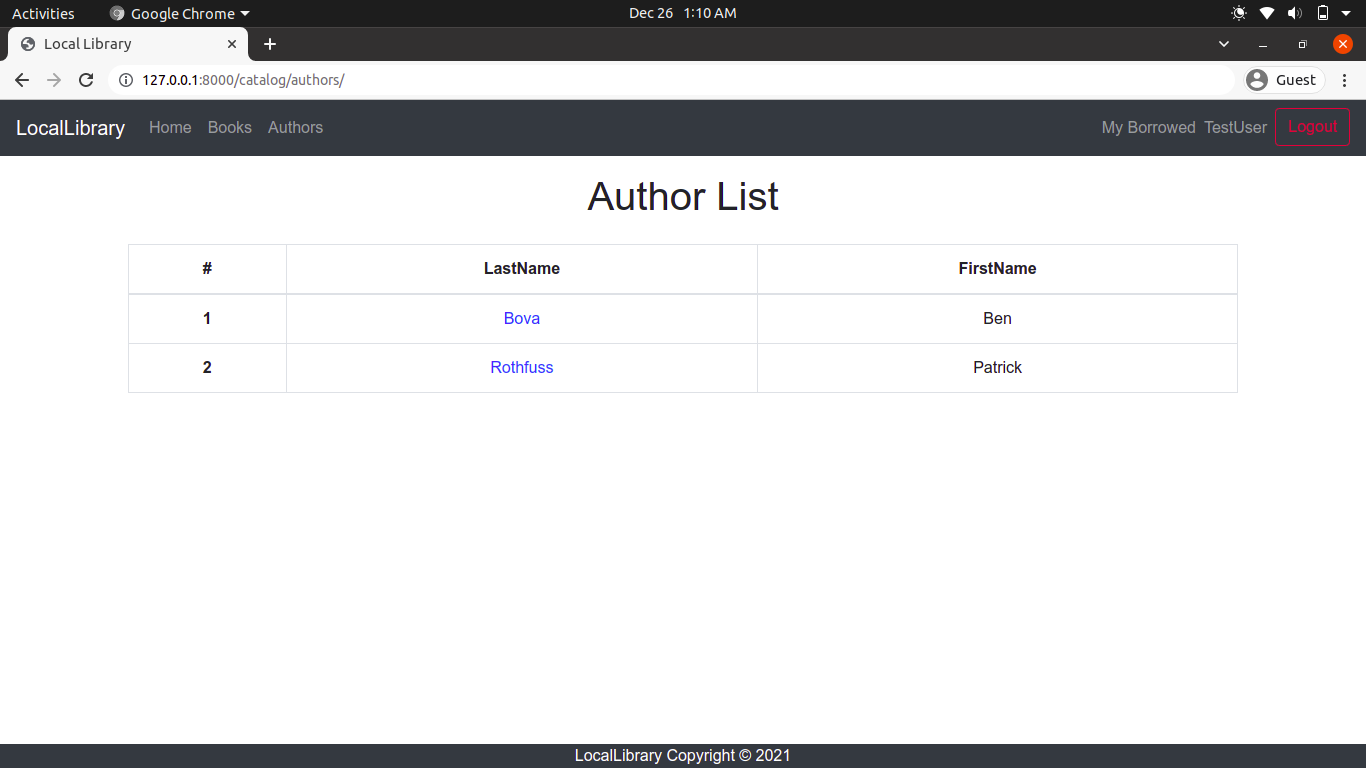 Activities Google Chrome Dec 26 1:10 AM
Local Library
127.0.0.1:8000/catalog/authors/ Guest
LocalLibrary Home Books Authors My Borrowed TestUser Logout
Author List
# LastName FirstName
1 Bova Ben
2 Rothfuss Patrick
LocalLibrary Copyright © 2021